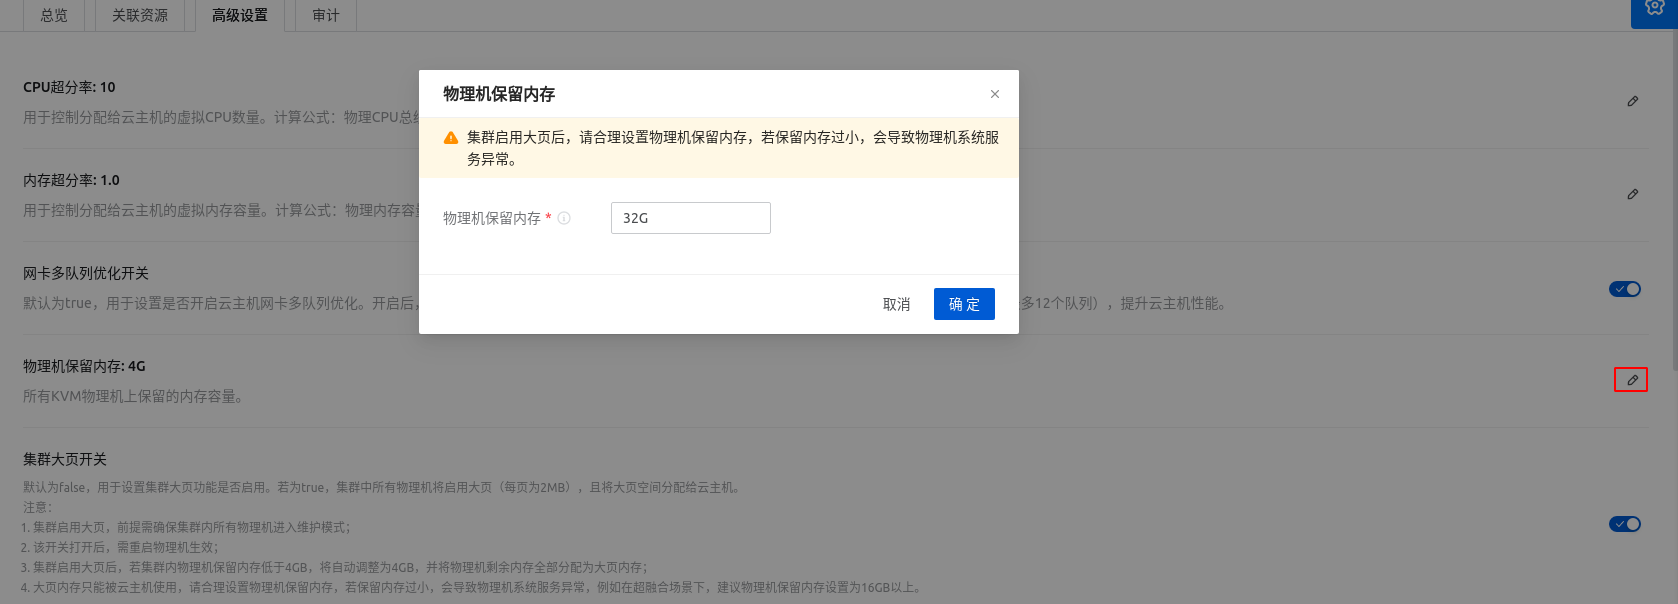 总览 关联资源 高级设置 审计
CPU超分率: 10
用于控制分配给云主机的虚拟CPU数量。计算公式：物理CPU总
内存超分率: 1.0
用于控制分配给云主机的虚拟内存容量。计算公式：物理内存容
网卡多队列优化开关
默认为true，用于设置是否开启云主机网卡多队列优化。开启后，
多12个队列），提升云主机性能。
物理机保留内存
集群启用大页后，请合理设置物理机保留内存，若保留内存过小，会导致物理机系统服
务异常。
物理机保留内存 * 32G
取消 确 定
物理机保留内存: 4G
所有KVM物理机上保留的内存容量。
集群大页开关
默认为false，用于设置集群大页功能是否启用。若为true，集群中所有物理机将启用大页（每页为2MB），且将大页空间分配给云主机。
注意：
1. 集群启用大页，前提需确保集群内所有物理机进入维护模式；
2. 该开关打开后，需重启物理机生效；
3. 集群启用大页后，若集群内物理机保留内存低于4GB，将自动调整为4GB，并将物理机剩余内存全部分配为大页内存；
4. 大页内存只能被云主机使用，请合理设置物理机保留内存，若保留内存过小，会导致物理机系统服务异常，例如在超融合场景下，建议物理机保留内存设置为16GB以上。